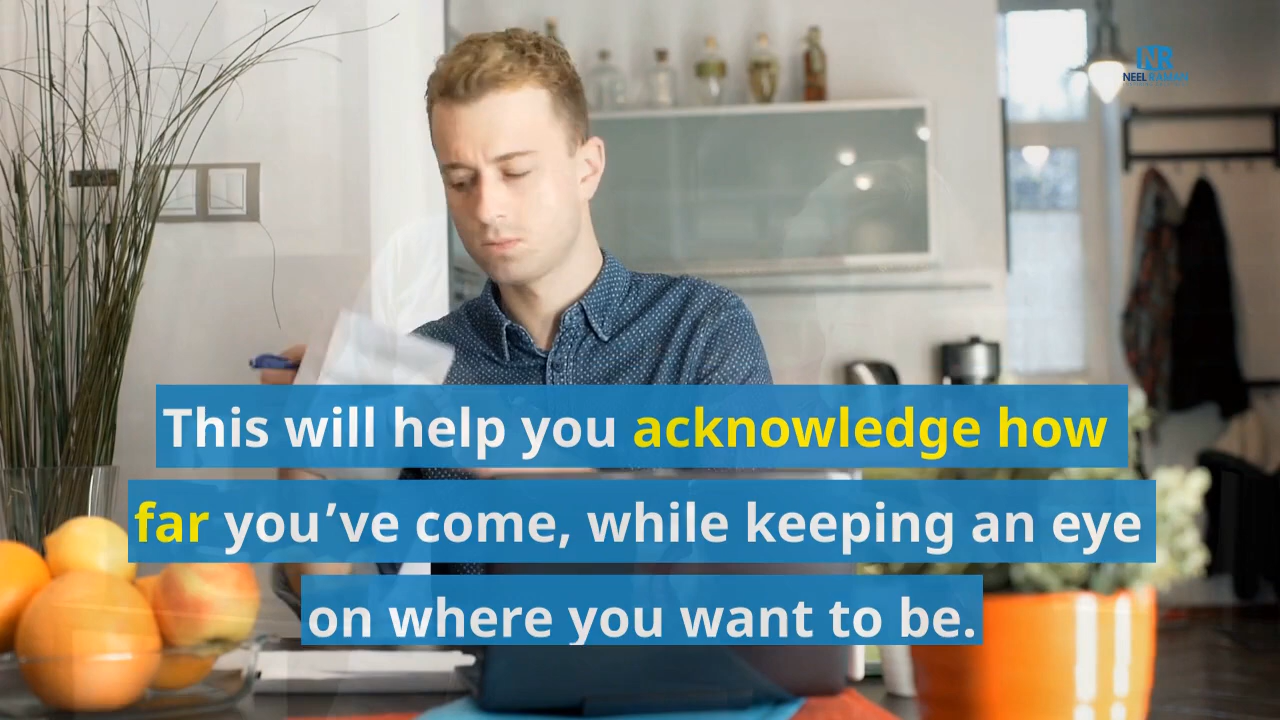 NR
NEEL RAMAN
This will help you acknowledge how
far you’ve come, while keeping an eye
on where you want to be.